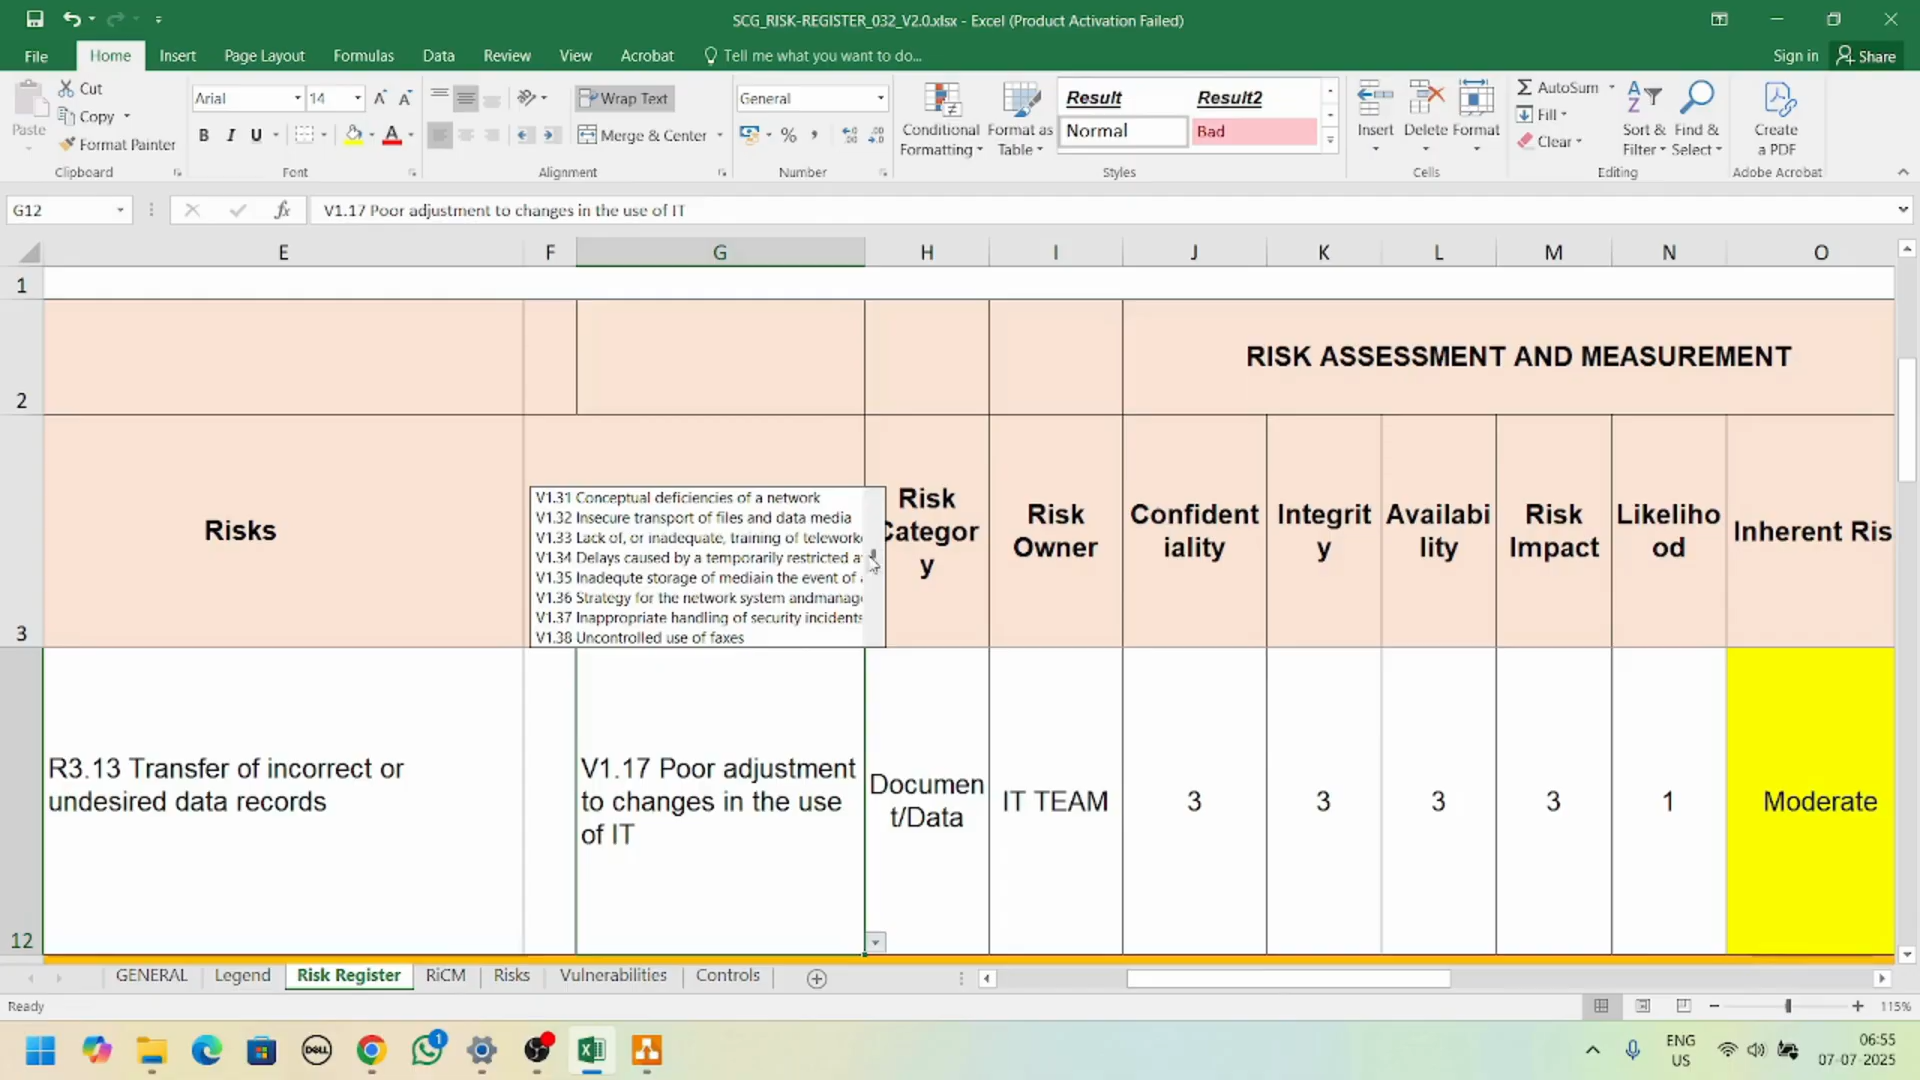 SCG_RISK-REGISTER_032_V2.0.xlsx - Excel (Product Activation Failed)
File
Home
Insert
Page Layout
Formulas
Data
Review
View
Acrobat
Tell me what you want to do...
Sign in
Share
Paste
Cut
Copy
Format Painter
Clipboard
Arial
14
B I U
Font
Wrap Text
Merge & Center
Alignment
General
%
Number
Conditional
Formatting
Format as
Table
Result
Result2
Normal
Bad
Styles
Insert
Delete
Format
Cells
AutoSum
Fill
Clear
Sort &
Filter
Find &
Select
Editing
Create
a PDF
Adobe Acrobat
G12
fx
V1.17 Poor adjustment to changes in the use of IT
E
F
G
H
I
J
K
L
M
N
O
1
2
RISK ASSESSMENT AND MEASUREMENT
3
Risks
V1.31 Conceptual deficiencies of a network
V1.32 Insecure transport of files and data media
V1.33 Lack of, or inadequate, training of telework
V1.34 Delays caused by a temporarily restricted a
V1.35 Inadequte storage of mediain the event of
V1.36 Strategy for the network system andmanag
V1.37 Inappropriate handling of security incidents
V1.38 Uncontrolled use of faxes
Risk
Categor
y
Risk
Owner
Confident
iality
Integrit
y
Availabi
lity
Risk
Impact
Likeliho
od
Inherent Ris
12
R3.13 Transfer of incorrect or
undesired data records
V1.17 Poor adjustment
to changes in the use
of IT
Documen
t/Data
IT TEAM
3
3
3
3
1
Moderate
GENERAL
Legend
Risk Register
RiCM
Risks
Vulnerabilities
Controls
Ready
115%
DELL
1
ENG
US
06:55
07-07-2025